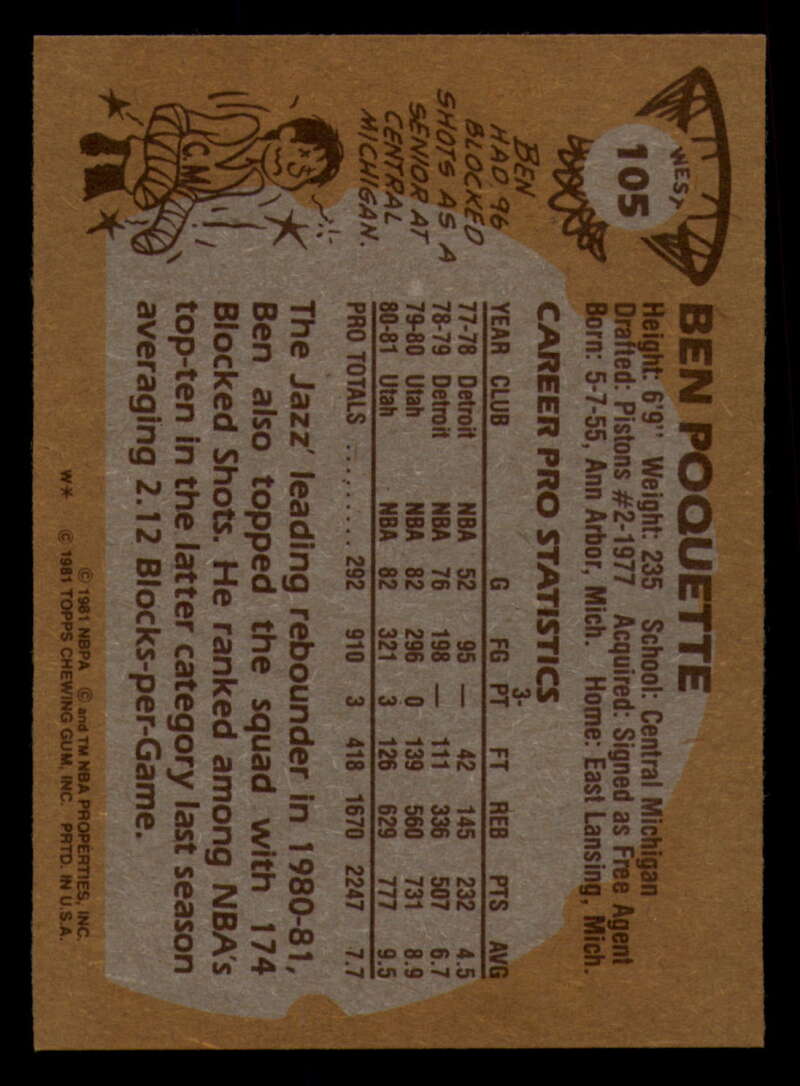 WEST
105
BEN POQUETTE
Height: 6'9" Weight: 235 School: Central Michigan
Drafted: Pistons #2-1977 Acquired: Signed as Free Agent
Born: 5-7-55, Ann Arbor, Mich. Home: East Lansing, Mich.
BEN
HAD 96
BLOCKED
SHOTS AS A
SENIOR AT
CENTRAL
MICHIGAN.
C.M.
CAREER PRO STATISTICS
3-
YEAR CLUB G FG PT FT REB PTS AVG
77-78 Detroit NBA 52 95 — 42 145 232 4.5
78-79 Detroit NBA 76 198 — 111 336 507 6.7
79-80 Utah NBA 82 296 0 139 560 731 8.9
80-81 Utah NBA 82 321 3 126 629 777 9.5
PRO TOTALS .......... 292 910 3 418 1670 2247 7.7
The Jazz' leading rebounder in 1980-81,
Ben also topped the squad with 174
Blocked Shots. He ranked among NBA's
top-ten in the latter category last season
averaging 2.12 Blocks-per-Game.
© 1981 NBPA © and TM NBA PROPERTIES, INC.
W* © 1981 TOPPS CHEWING GUM, INC. PRTD. IN U.S.A.